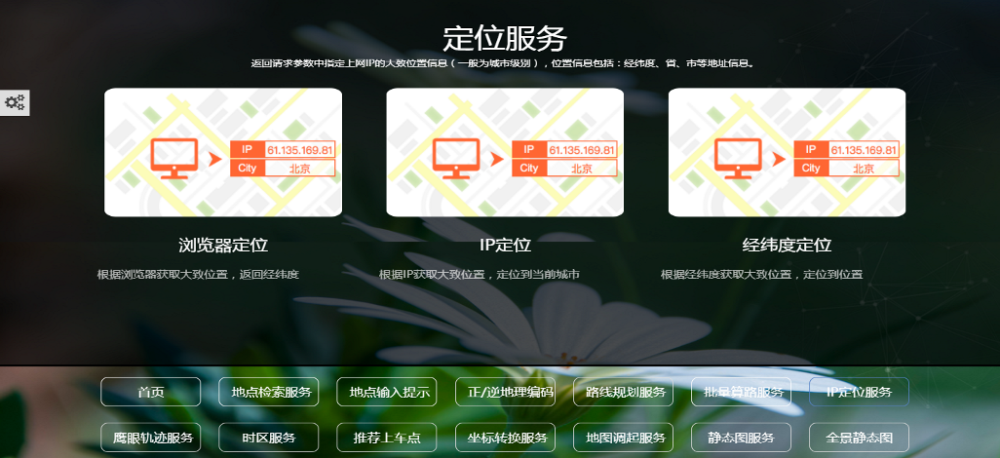 定位服务
返回请求参数中指定上网IP的大致位置信息（一般为城市级别），位置信息包括：经纬度、省、市等地址信息。
IP 61.135.169.81
City 北京
IP 61.135.169.81
City 北京
IP 61.135.169.81
City 北京
浏览器定位 IP定位 经纬度定位
根据浏览器获取大致位置，返回经纬度 根据IP获取大致位置，定位到当前城市 根据经纬度获取大致位置，定位到位置
首页 地点检索服务 地点输入提示 正/逆地理编码 路线规划服务 批量算路服务 IP定位服务
鹰眼轨迹服务 时区服务 推荐上车点 坐标转换服务 地图调起服务 静态图服务 全景静态图